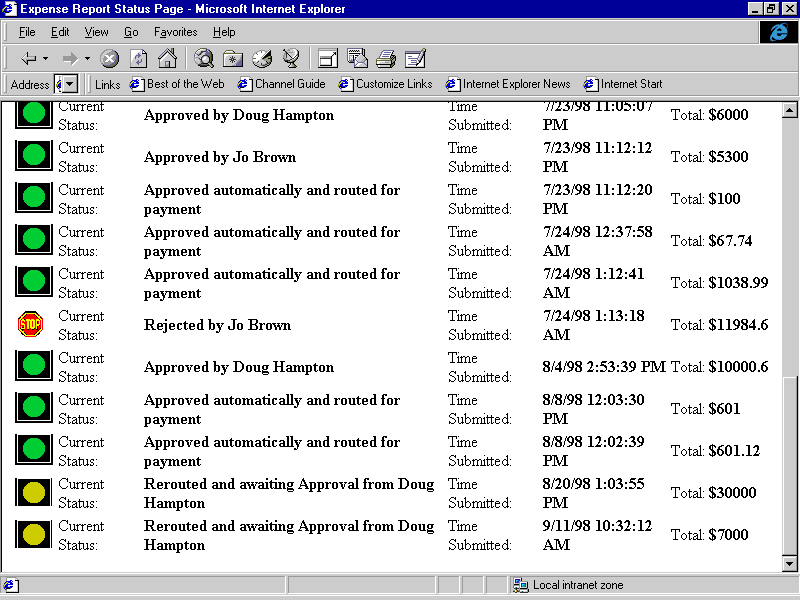 Expense Report Status Page - Microsoft Internet Explorer
File Edit View Go Favorites Help
Address Links Best of the Web Channel Guide Customize Links Internet Explorer News Internet Start
Current Status: Approved by Doug Hampton Time Submitted: 7/23/98 11:05:07 PM Total: $6000
Current Status: Approved by Jo Brown Time Submitted: 7/23/98 11:12:12 PM Total: $5300
Current Status: Approved automatically and routed for payment Time Submitted: 7/23/98 11:12:20 PM Total: $100
Current Status: Approved automatically and routed for payment Time Submitted: 7/24/98 12:37:58 AM Total: $67.74
Current Status: Approved automatically and routed for payment Time Submitted: 7/24/98 1:12:41 AM Total: $1038.99
STOP Current Status: Rejected by Jo Brown Time Submitted: 7/24/98 1:13:18 AM Total: $11984.6
Current Status: Approved by Doug Hampton Time Submitted: 8/4/98 2:53:39 PM Total: $10000.6
Current Status: Approved automatically and routed for payment Time Submitted: 8/8/98 12:03:30 PM Total: $601
Current Status: Approved automatically and routed for payment Time Submitted: 8/8/98 12:02:39 PM Total: $601.12
Current Status: Rerouted and awaiting Approval from Doug Hampton Time Submitted: 8/20/98 1:03:55 PM Total: $30000
Current Status: Rerouted and awaiting Approval from Doug Hampton Time Submitted: 9/11/98 10:32:12 AM Total: $7000
Local intranet zone